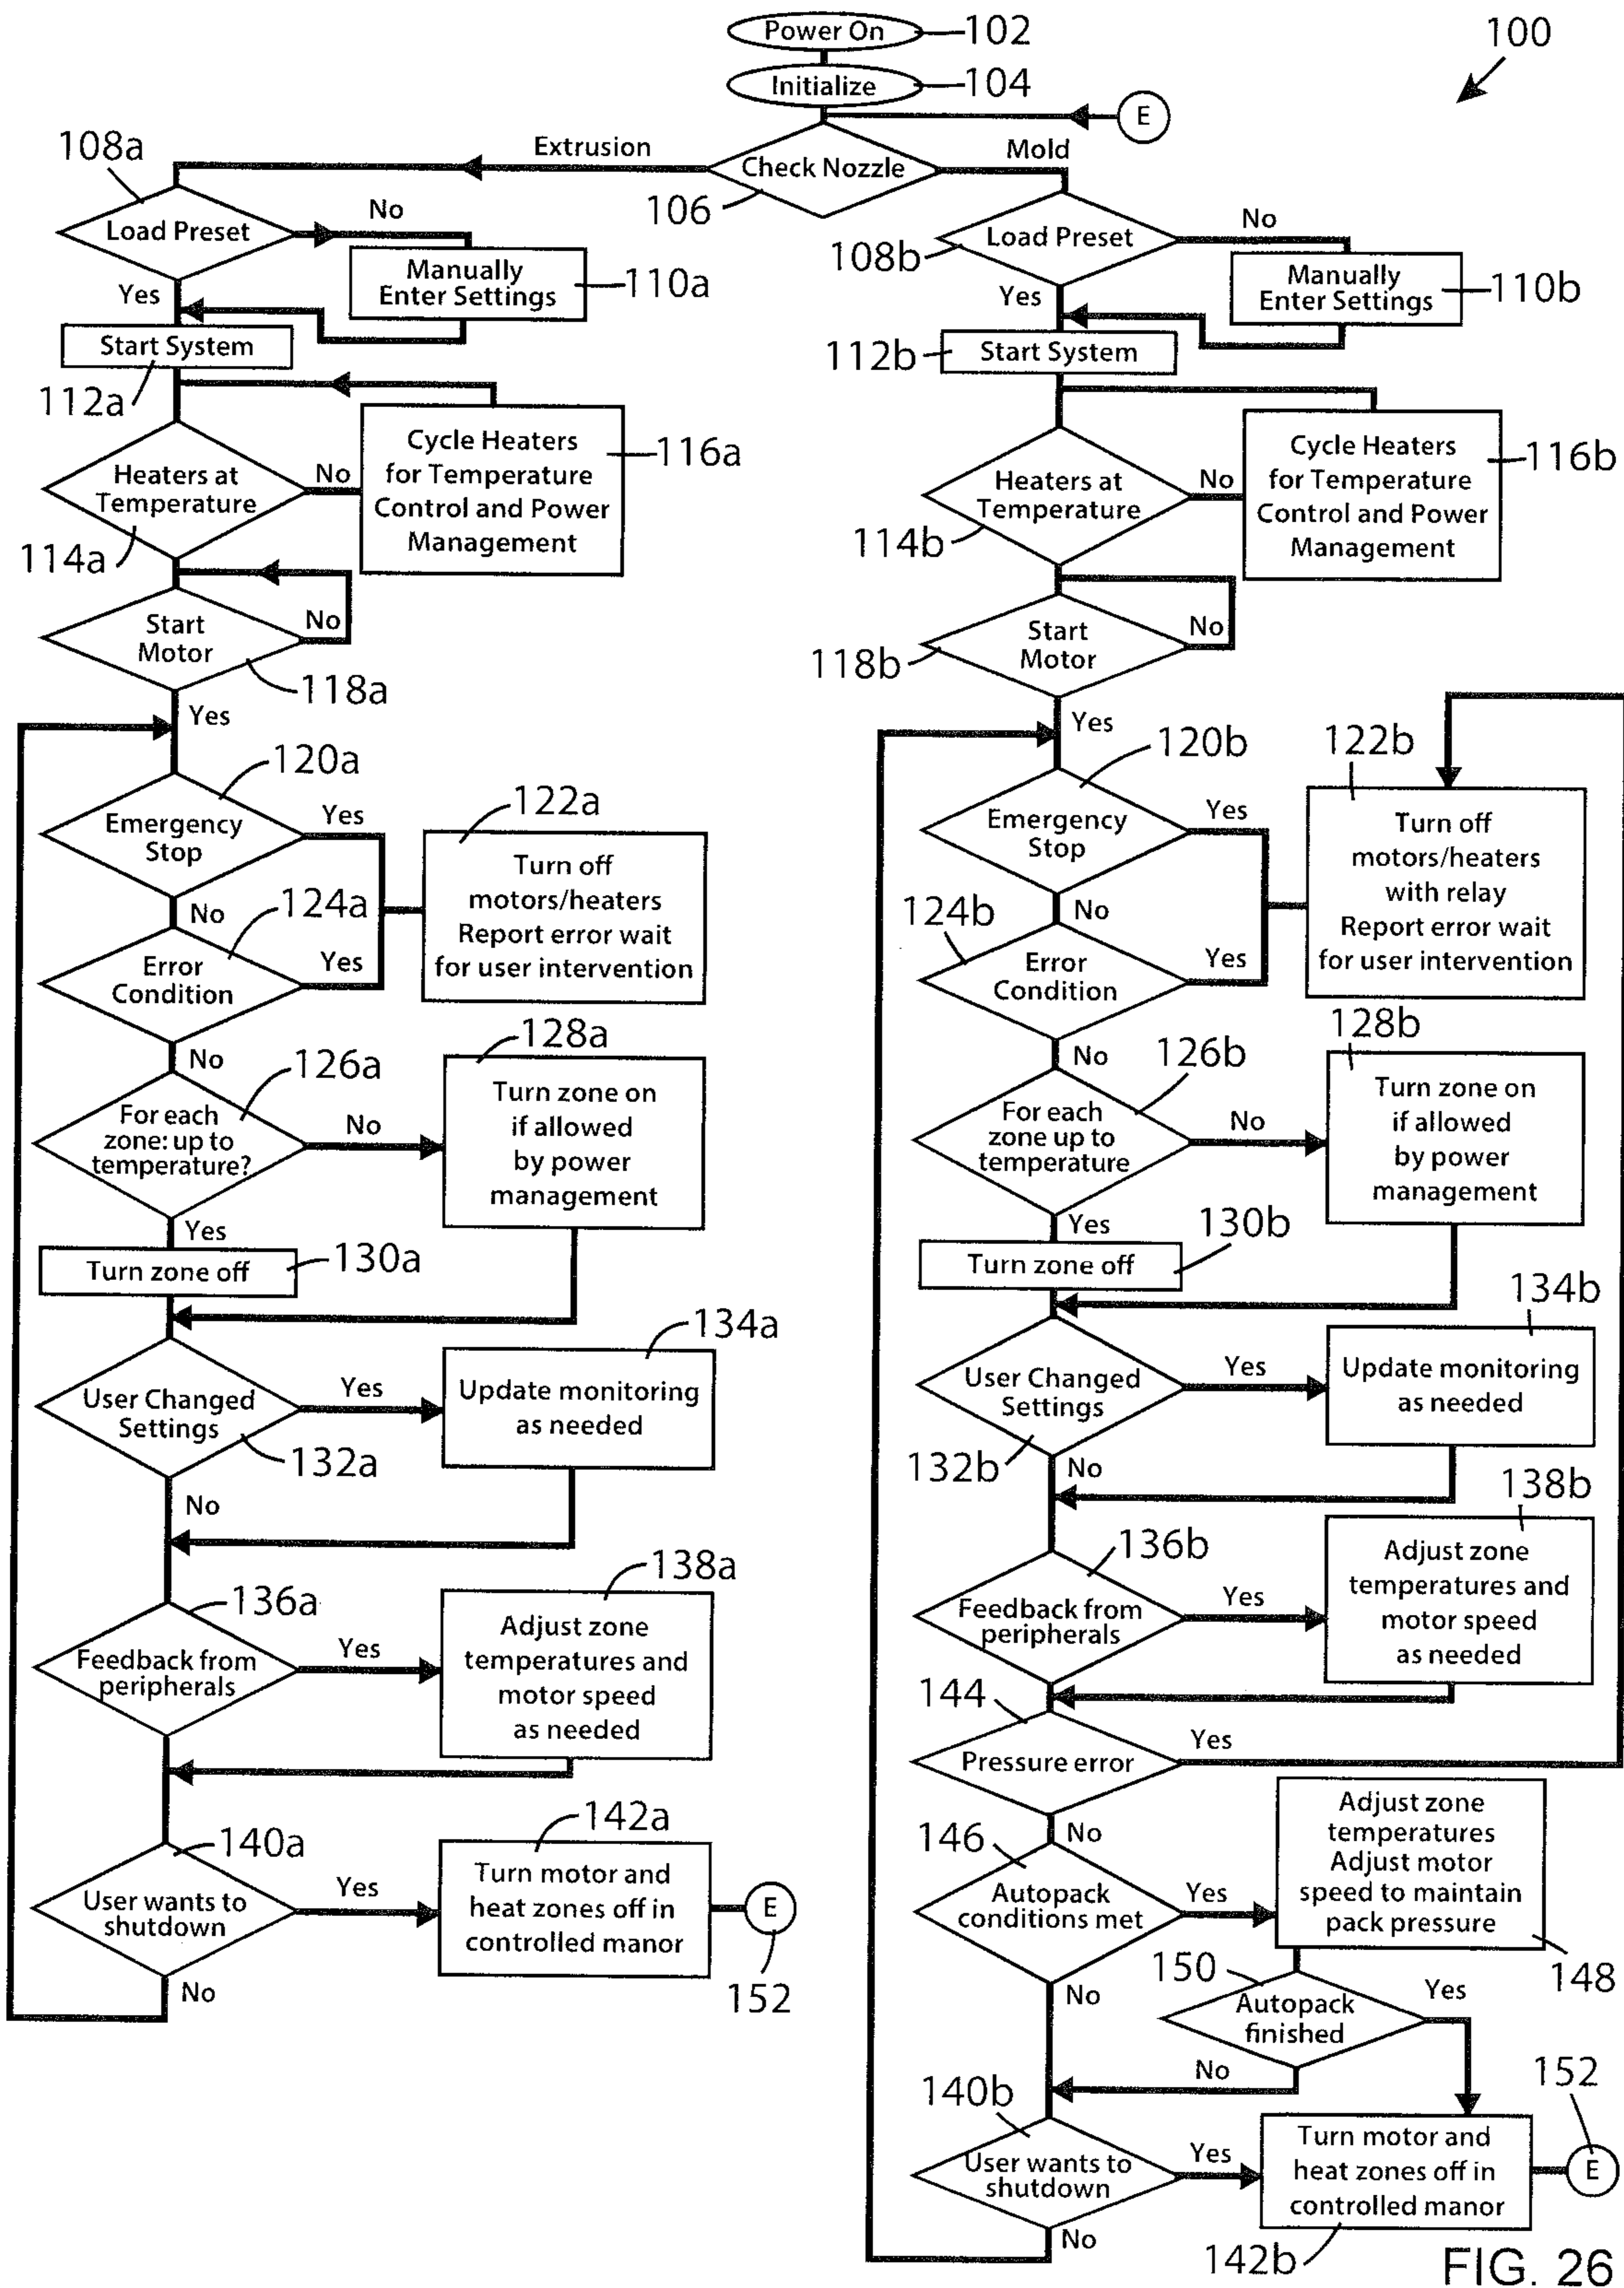 Power On
102
100
Initialize
104
E
Extrusion
Check Nozzle
Mold
106
108a
Load Preset
No
Manually
Enter Settings
110a
Yes
Start System
112a
Cycle Heaters
for Temperature
Control and Power
Management
116a
Heaters at
Temperature
No
114a
Start
Motor
No
118a
Yes
120a
Emergency
Stop
Yes
122a
Turn off
motors/heaters
Report error wait
for user intervention
No
124a
Error
Condition
Yes
No
126a
For each
zone: up to
temperature?
No
128a
Turn zone on
if allowed
by power
management
Yes
Turn zone off
130a
User Changed
Settings
Yes
132a
134a
Update monitoring
as needed
No
136a
Feedback from
peripherals
Yes
138a
Adjust zone
temperatures and
motor speed
as needed
140a
User wants to
shutdown
Yes
142a
Turn motor and
heat zones off in
controlled manor
E
152
No
Load Preset
108b
No
Manually
Enter Settings
110b
Yes
Start System
112b
Heaters at
Temperature
No
114b
Cycle Heaters
for Temperature
Control and Power
Management
116b
Start
Motor
No
118b
Yes
120b
Emergency
Stop
Yes
122b
Turn off
motors/heaters
with relay
Report error wait
for user intervention
No
124b
Error
Condition
Yes
No
126b
For each
zone up to
temperature
No
128b
Turn zone on
if allowed
by power
management
Yes
Turn zone off
130b
User Changed
Settings
Yes
132b
134b
Update monitoring
as needed
No
136b
Feedback from
peripherals
Yes
138b
Adjust zone
temperatures and
motor speed
as needed
144
Pressure error
Yes
No
146
Autopack
conditions met
Yes
Adjust zone
temperatures
Adjust motor
speed to maintain
pack pressure
148
No
150
Autopack
finished
Yes
No
140b
User wants to
shutdown
Yes
Turn motor and
heat zones off in
controlled manor
142b
152
E
No
FIG. 26